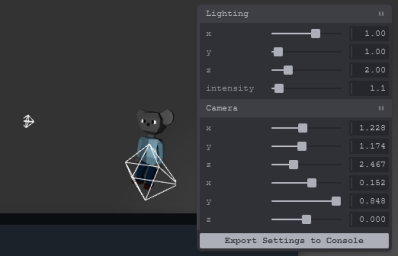 Lighting
x 1.00
y 1.00
z 2.00
intensity 1.1
Camera
x 1.228
y 1.174
z 2.467
x 0.152
y 0.848
z 0.000
Export Settings to Console